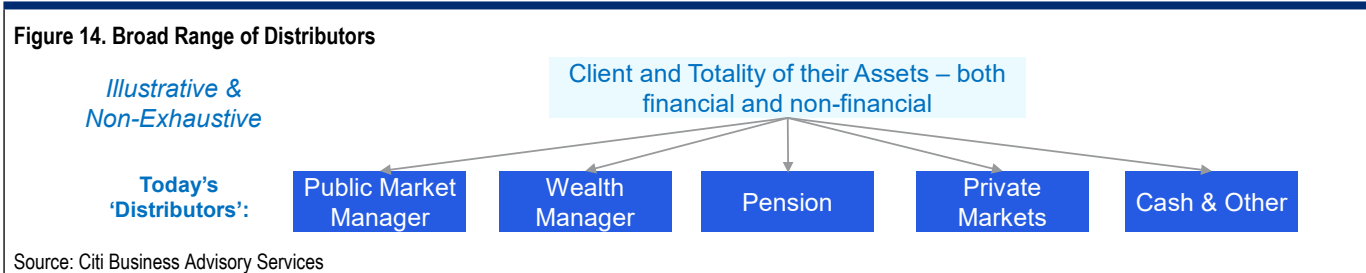 Figure 14. Broad Range of Distributors
Illustrative &
Non-Exhaustive
Client and Totality of their Assets – both
financial and non-financial
Today's
'Distributors':
Public Market
Manager
Wealth
Manager
Pension
Private
Markets
Cash & Other
Source: Citi Business Advisory Services